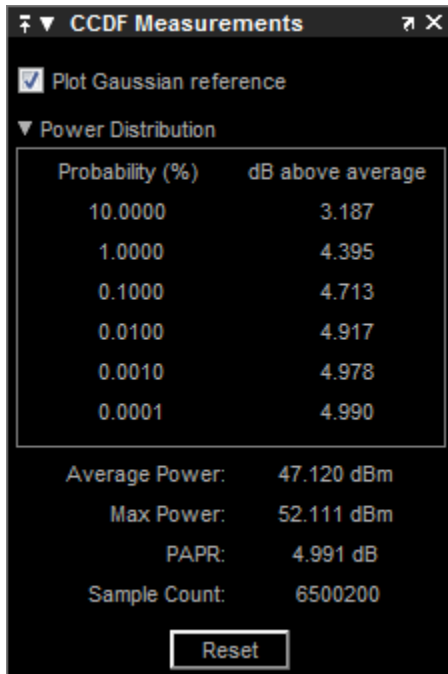 CCDF Measurements
Plot Gaussian reference
Power Distribution
Probability (%) dB above average
10.0000 3.187
1.0000 4.395
0.1000 4.713
0.0100 4.917
0.0010 4.978
0.0001 4.990
Average Power: 47.120 dBm
Max Power: 52.111 dBm
PAPR: 4.991 dB
Sample Count: 6500200
Reset